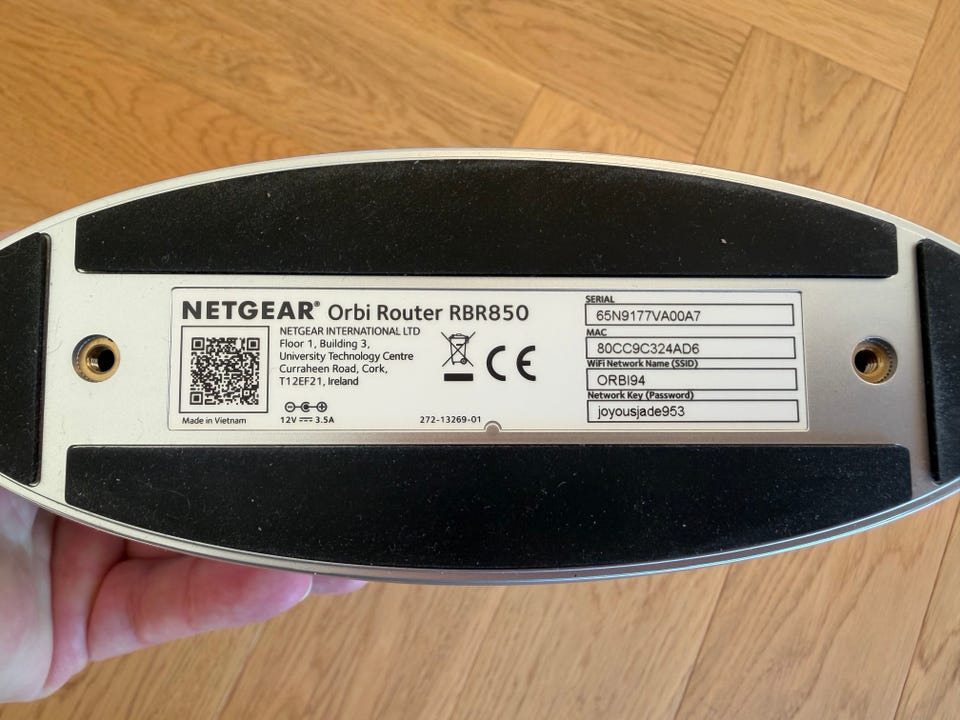 NETGEAR® Orbi Router RBR850
NETGEAR INTERNATIONAL LTD
Floor 1, Building 3,
University Technology Centre
Curraheen Road, Cork,
T12EF21, Ireland
CE
Made in Vietnam
12V ⎓ 3.5A
272-13269-01
SERIAL
65N9177VA00A7
MAC
80CC9C324AD6
WiFi Network Name (SSID)
ORBI94
Network Key (Password)
joyousjade953